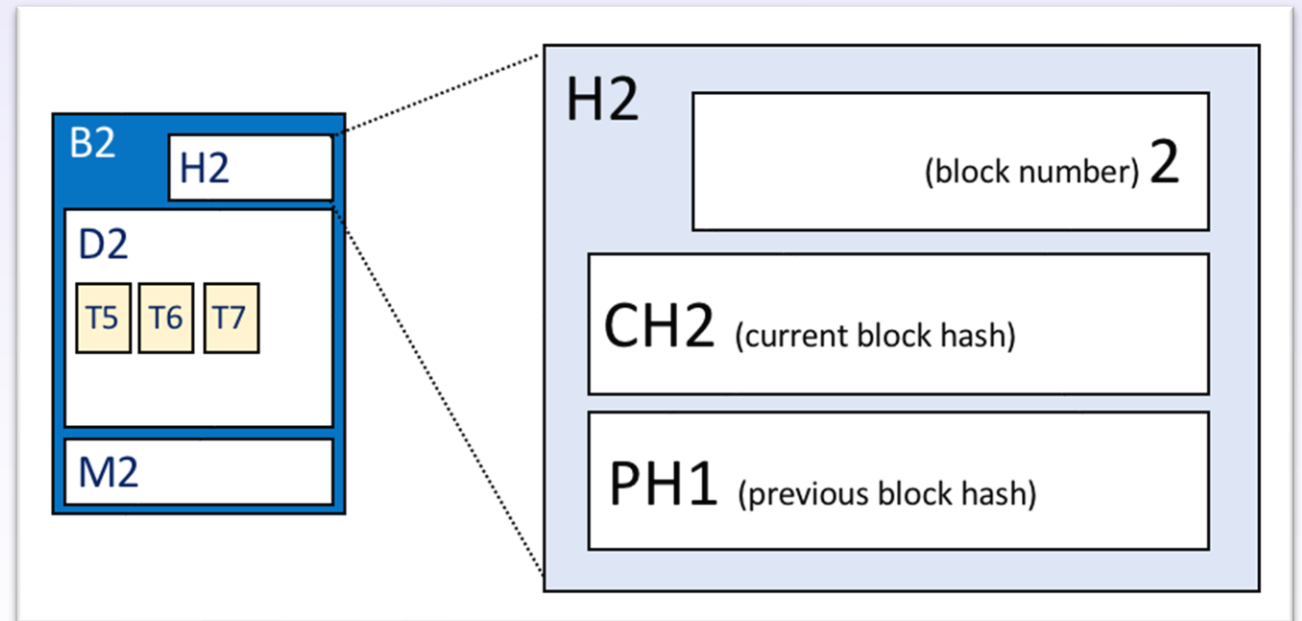 B2
H2
D2
T5 T6 T7
M2
H2
(block number) 2
CH2 (current block hash)
PH1 (previous block hash)